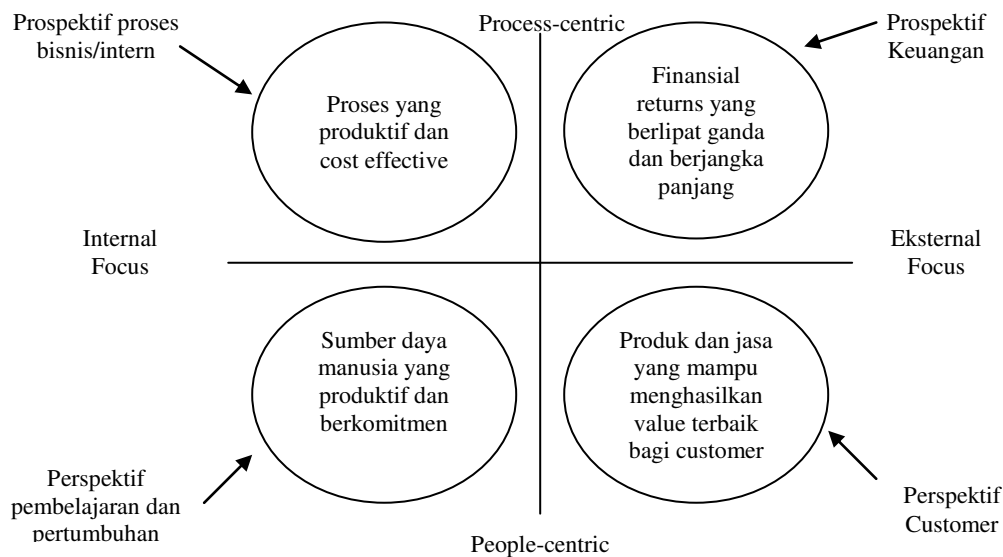 Prospektif proses
bisnis/intern
Process-centric
Prospektif
Keuangan
Proses yang
produktif dan
cost effective
Finansial
returns yang
berlipat ganda
dan berjangka
panjang
Internal
Focus
Eksternal
Focus
Sumber daya
manusia yang
produktif dan
berkomitmen
Produk dan jasa
yang mampu
menghasilkan
value terbaik
bagi customer
Perspektif
pembelajaran dan
pertumbuhan
Perspektif
Customer
People-centric